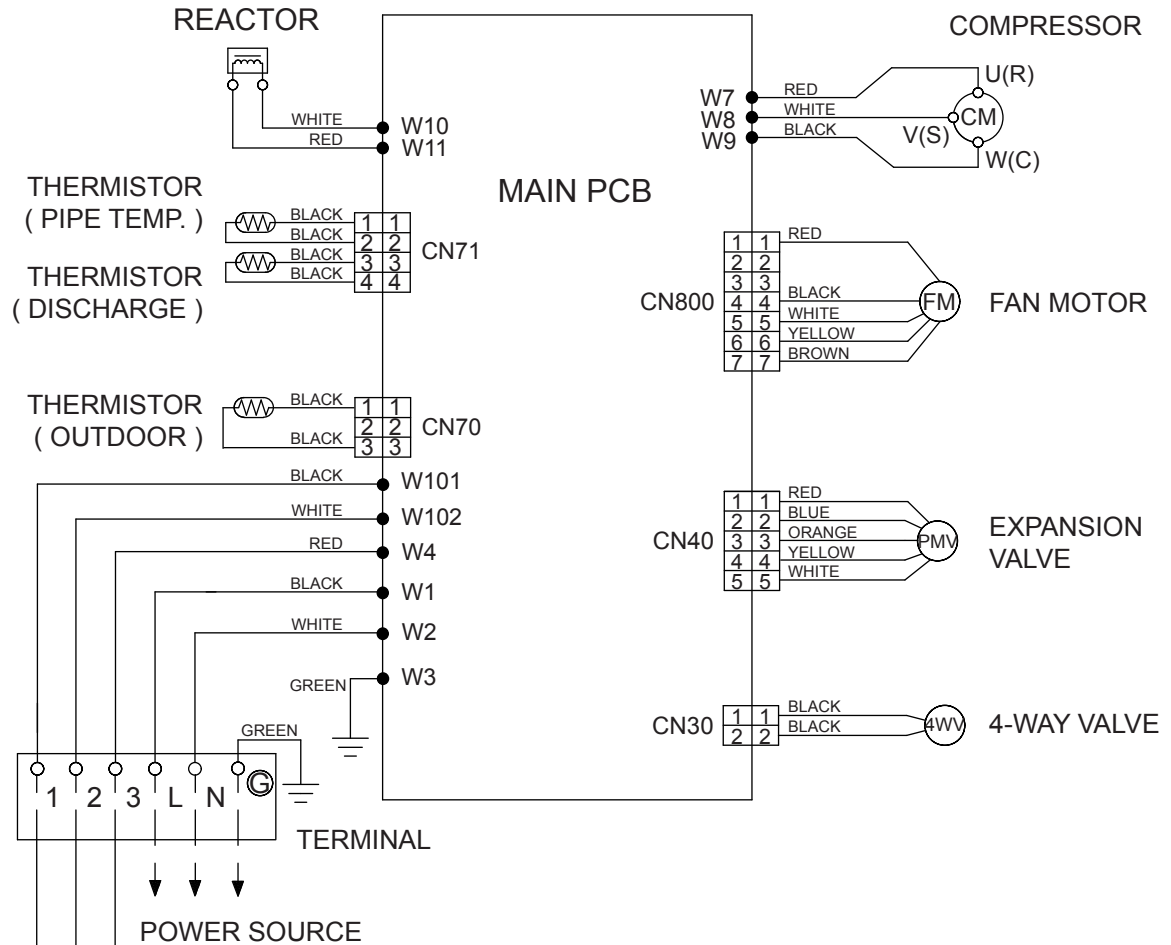 REACTOR
WHITE
RED
W10
W11
THERMISTOR
( PIPE TEMP. )
BLACK
BLACK
BLACK
BLACK
1 1
2 2
3 3
4 4
CN71
THERMISTOR
( DISCHARGE )
THERMISTOR
( OUTDOOR )
BLACK
BLACK
1 1
2 2
3 3
CN70
BLACK
W101
WHITE
W102
RED
W4
BLACK
W1
WHITE
W2
GREEN
W3
GREEN
1 2 3 L N G
TERMINAL
POWER SOURCE
MAIN PCB
COMPRESSOR
W7
W8
W9
RED
WHITE
BLACK
U(R)
V(S)
CM
W(C)
CN800
1 1
2 2
3 3
4 4
5 5
6 6
7 7
RED
BLACK
WHITE
YELLOW
BROWN
FM
FAN MOTOR
CN40
1 1
2 2
3 3
4 4
5 5
RED
BLUE
ORANGE
YELLOW
WHITE
PMV
EXPANSION
VALVE
CN30
1 1
2 2
BLACK
BLACK
4WV
4-WAY VALVE